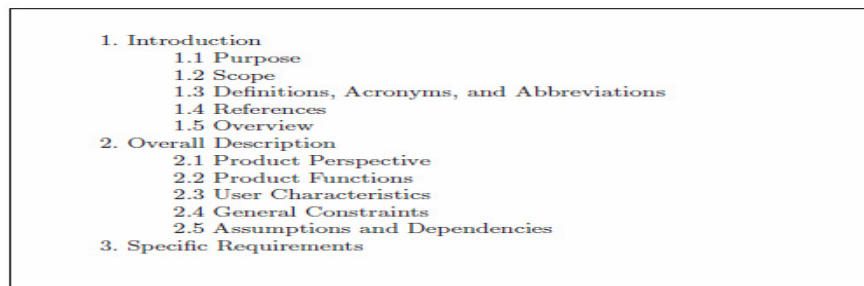 1. Introduction
1.1 Purpose
1.2 Scope
1.3 Definitions, Acronyms, and Abbreviations
1.4 References
1.5 Overview
2. Overall Description
2.1 Product Perspective
2.2 Product Functions
2.3 User Characteristics
2.4 General Constraints
2.5 Assumptions and Dependencies
3. Specific Requirements